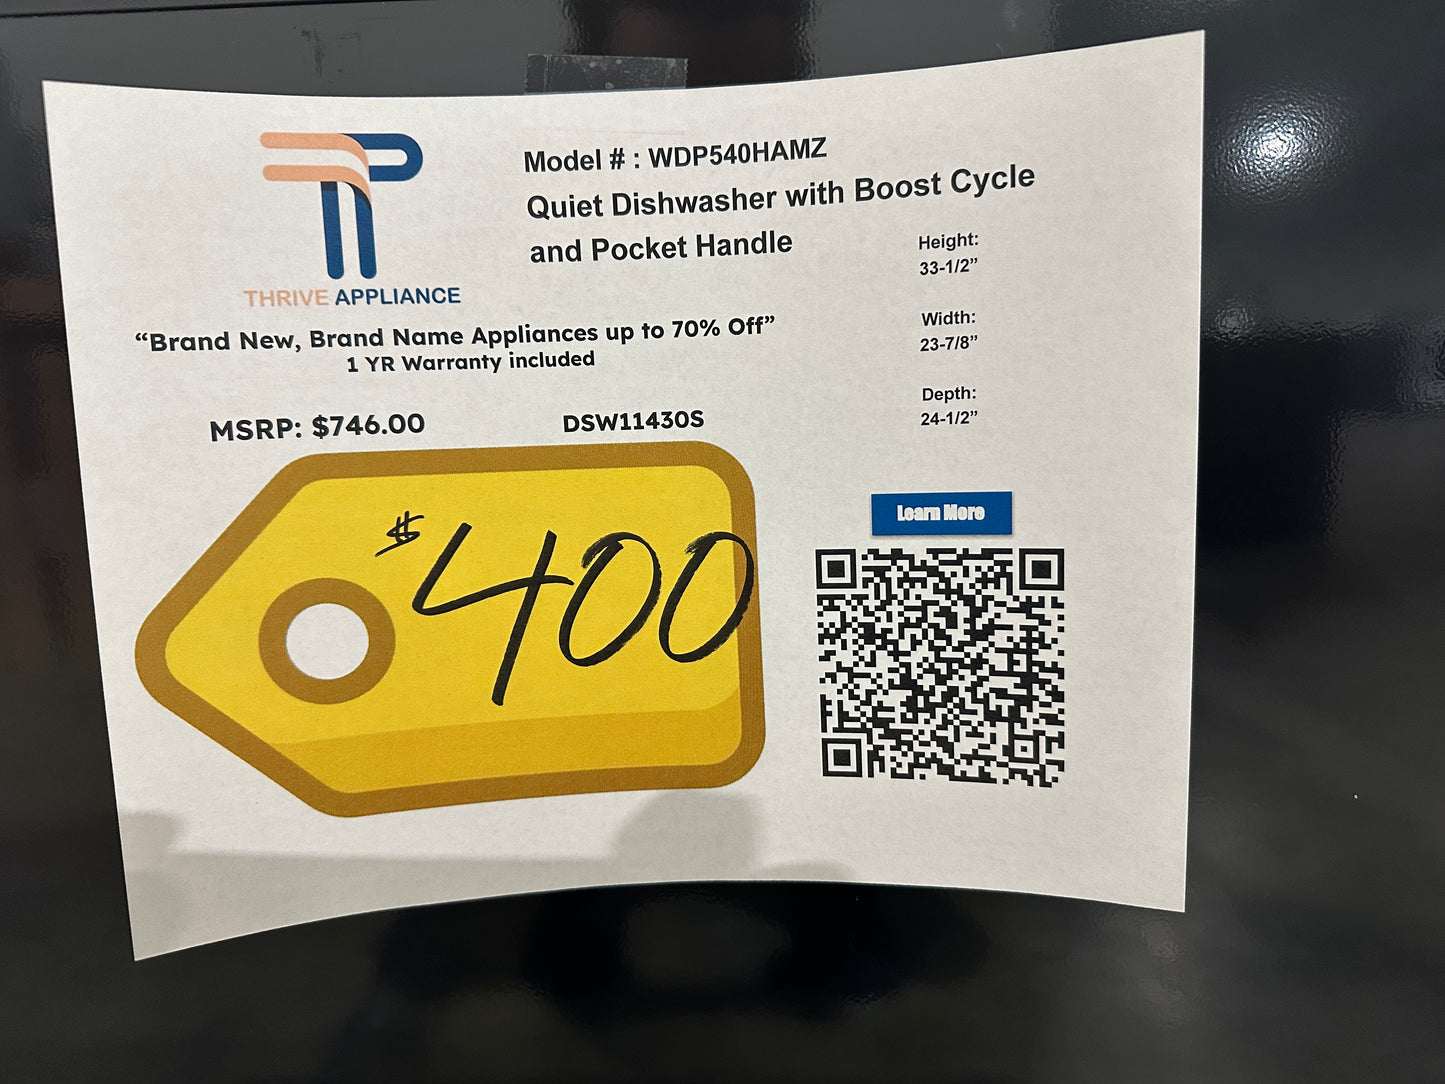 Model # : WDP540HAMZ
Quiet Dishwasher with Boost Cycle
and Pocket Handle
THRIVE APPLIANCE
“Brand New, Brand Name Appliances up to 70% Off”
1 YR Warranty included
MSRP: $746.00
DSW11430S
$400
Height:
33-1/2”
Width:
23-7/8”
Depth:
24-1/2”
Learn More